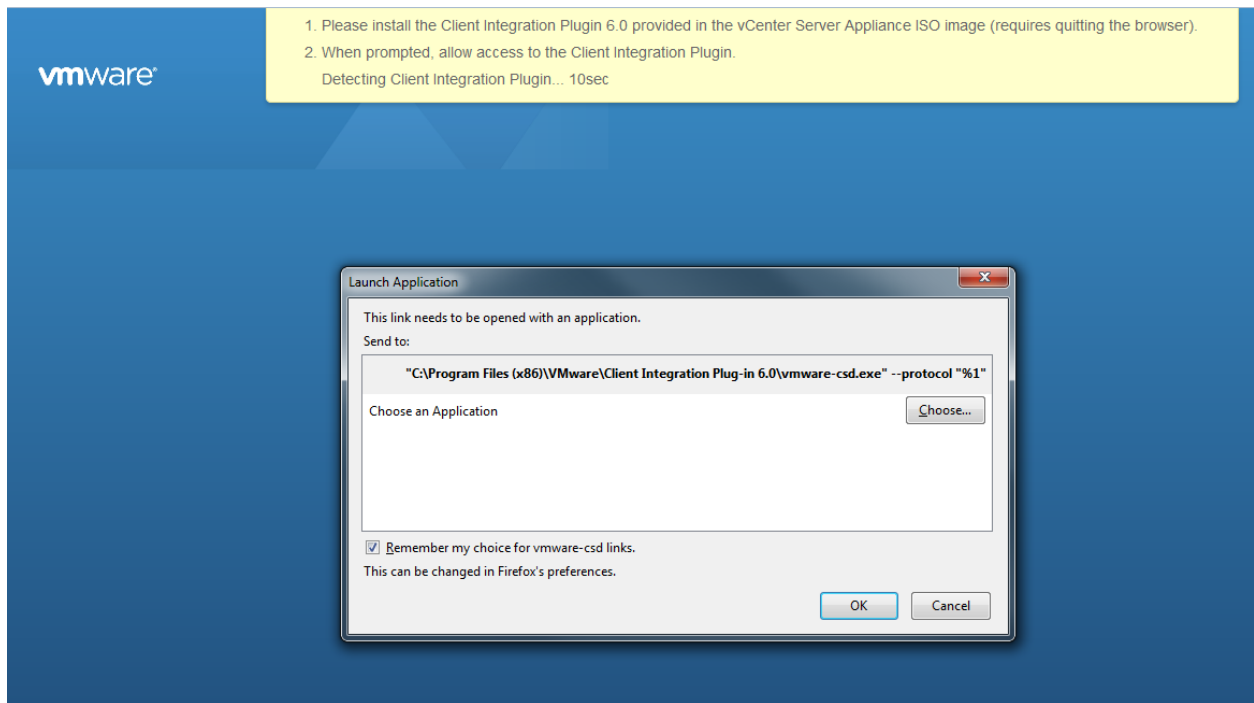 1. Please install the Client Integration Plugin 6.0 provided in the vCenter Server Appliance ISO image (requires quitting the browser).
2. When prompted, allow access to the Client Integration Plugin.
Detecting Client Integration Plugin... 10sec
vmware®
Launch Application
This link needs to be opened with an application.
Send to:
"C:\Program Files (x86)\VMware\Client Integration Plug-in 6.0\vmware-csd.exe" --protocol "%1"
Choose an Application
Choose...
Remember my choice for vmware-csd links.
This can be changed in Firefox's preferences.
OK
Cancel